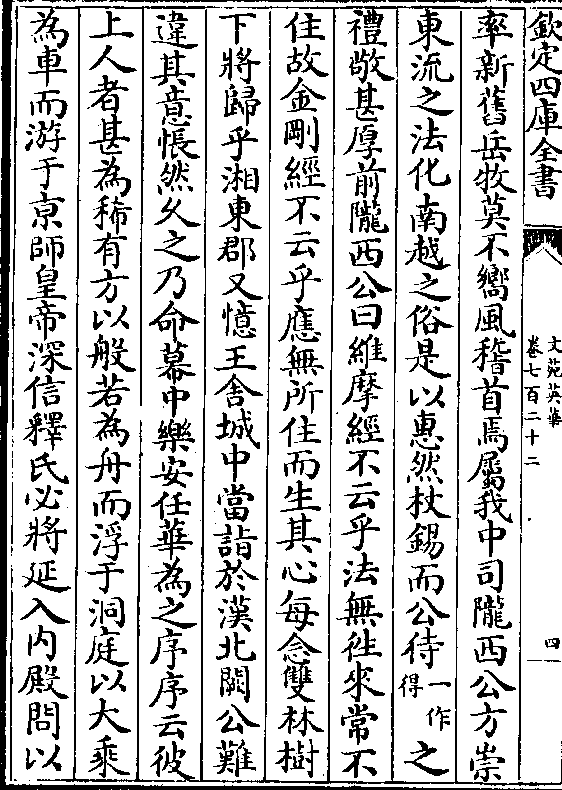 欽定四庫全書
文苑英華
卷七百二十二
四
率新舊岳牧莫不嚮風稽首焉屬我中司隴西公方崇
東流之法化南越之俗是以惠然杖錫而公待一作得之
禮敬甚厚前隴西公曰維摩經不云乎法無徃來常不
住故金剛經不云乎應無所住而生其心每念雙林樹
下將歸乎湘東郡又憶王舍城中當詣於漢北闕公難
違其意悵然久之乃命幕中樂安任華為之序序云彼
上人者甚為稀有方以般若為舟而浮于洞庭以大乘
為車而游于京師皇帝深信釋氏必將延入內殿問以